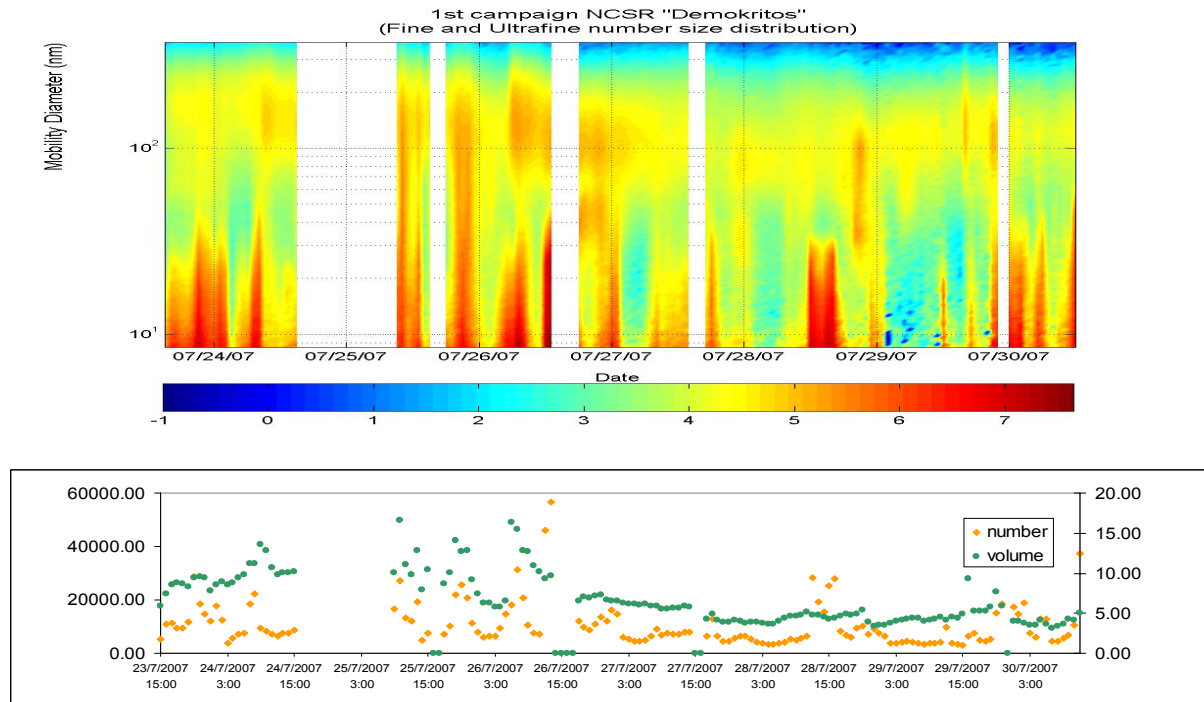 1st campaign NCSR "Demokritos"
(Fine and Ultrafine number size distribution)
Mobility Diameter (nm)
10²
10¹
07/24/07 07/25/07 07/26/07 07/27/07 07/28/07 07/29/07 07/30/07
Date
-1 0 1 2 3 4 5 6 7
60000.00 20.00
15.00
40000.00
10.00
20000.00
5.00
0.00 0.00
number
volume
23/7/2007 24/7/2007 24/7/2007 25/7/2007 25/7/2007 26/7/2007 26/7/2007 27/7/2007 27/7/2007 28/7/2007 28/7/2007 29/7/2007 29/7/2007 30/7/2007
15:00 3:00 15:00 3:00 15:00 3:00 15:00 3:00 15:00 3:00 15:00 3:00 15:00 3:00